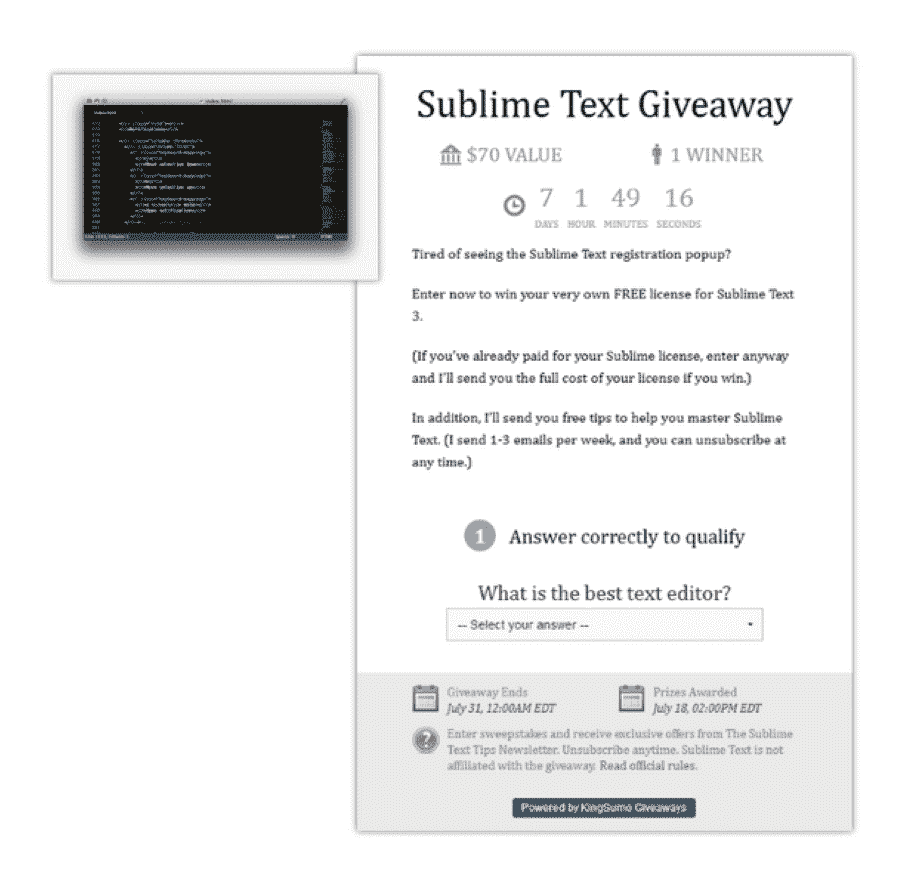 Sublime Text Giveaway
$70 VALUE
1 WINNER
7 1 49 16
DAYS HOUR MINUTES SECONDS
Tired of seeing the Sublime Text registration popup?
Enter now to win your very own FREE license for Sublime Text
3.
(If you've already paid for your Sublime license, enter anyway
and I'll send you the full cost of your license if you win.)
In addition, I'll send you free tips to help you master Sublime
Text. (I send 1-3 emails per week, and you can unsubscribe at
any time.)
1 Answer correctly to qualify
What is the best text editor?
-- Select your answer --
Giveaway Ends
July 31, 12:00AM EDT
Prizes Awarded
July 18, 02:00PM EDT
? Enter sweepstakes and receive exclusive offers from The Sublime
Text Tips Newsletter. Unsubscribe anytime. Sublime Text is not
affiliated with the giveaway. Read official rules.
Powered by KingSumo Giveaways